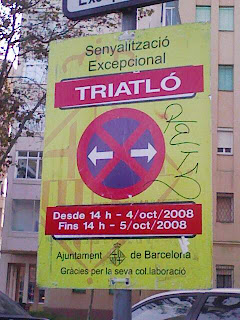 Senyalització
Excepcional
TRIATLÓ
Desde 14 h - 4/oct/2008
Fins 14 h - 5/oct/2008
Ajuntament de Barcelona
Gràcies per la seva col.laboració